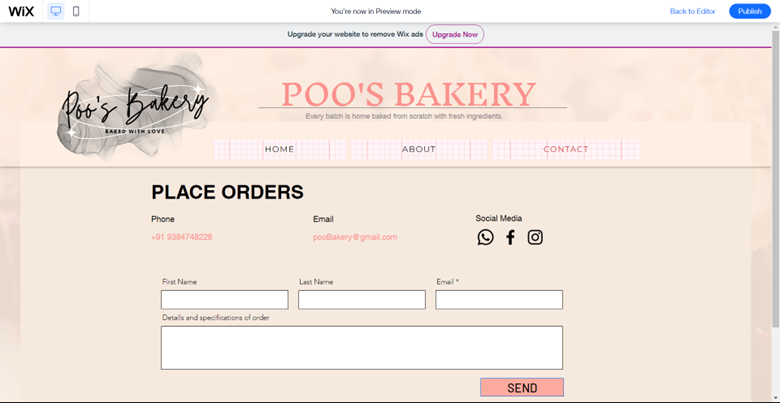 WiX
You're now in Preview mode
Back to Editor
Publish
Upgrade your website to remove Wix ads
Upgrade Now
Poo's Bakery
BAKED WITH LOVE
POO'S BAKERY
Every batch is home baked from scratch with fresh ingredients.
HOME
ABOUT
CONTACT
PLACE ORDERS
Phone
Email
Social Media
+91 9384748228
pooBakery@gmail.com
First Name
Last Name
Email *
Details and specifications of order
SEND